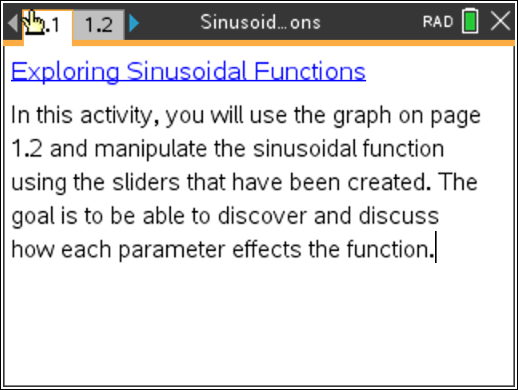 .1 1.2 Sinusoid...ons RAD
Exploring Sinusoidal Functions
In this activity, you will use the graph on page
1.2 and manipulate the sinusoidal function
using the sliders that have been created. The
goal is to be able to discover and discuss
how each parameter effects the function.